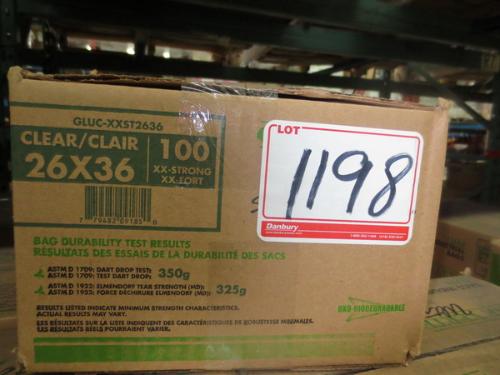 GLUC-XXST2636
CLEAR/CLAIR
26X36
100
XX-STRONG
XX-FORT
LOT
1198
Danbury
BAG DURABILITY TEST RESULTS
RÉSULTATS DES ESSAIS DE LA DURABILITÉ DES SACS
ASTM D 1709: DART DROP TEST:
ASTM D 1709: TEST DART DROP:
350g
ASTM D 1922: ELMENDORF TEAR STRENGTH (MD):
ASTM D 1922: FORCE DÉCHIRURE ELMENDORF (MD):
325g
RESULTS LISTED INDICATE MINIMUM STRENGTH CHARACTERISTICS.
ACTUAL RESULTS MAY VARY.
LES RÉSULTATS SUR LA LISTE INDIQUENT DES CARACTÉRISTIQUES DE ROBUSTESSE MINIMALES.
LES RÉSULTATS RÉELS POURRAIENT VARIER.
OXO-BIODEGRADABLE